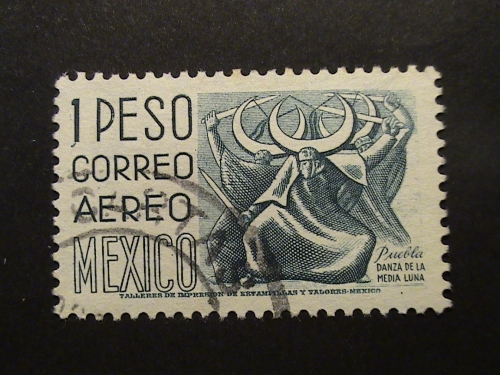 1 PESO
CORREO
AEREO
MEXICO
Puebla
DANZA DE LA
MEDIA LUNA
TALLERES DE IMPRESION DE ESTAMPILLAS Y VALORES-MEXICO